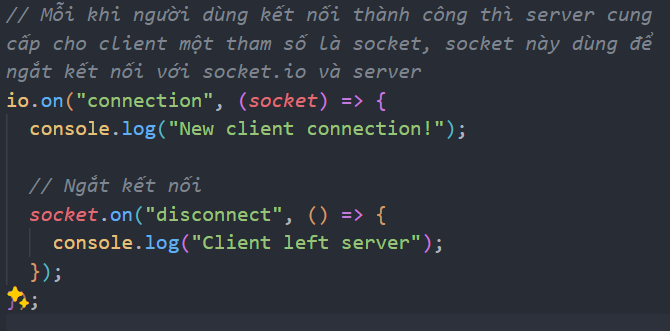 // Mỗi khi người dùng kết nối thành công thì server cung
cấp cho client một tham số là socket, socket này dùng để
ngắt kết nối với socket.io và server
io.on("connection", (socket) => {
  console.log("New client connection!");
  // Ngắt kết nối
  socket.on("disconnect", () => {
    console.log("Client left server");
  });
});